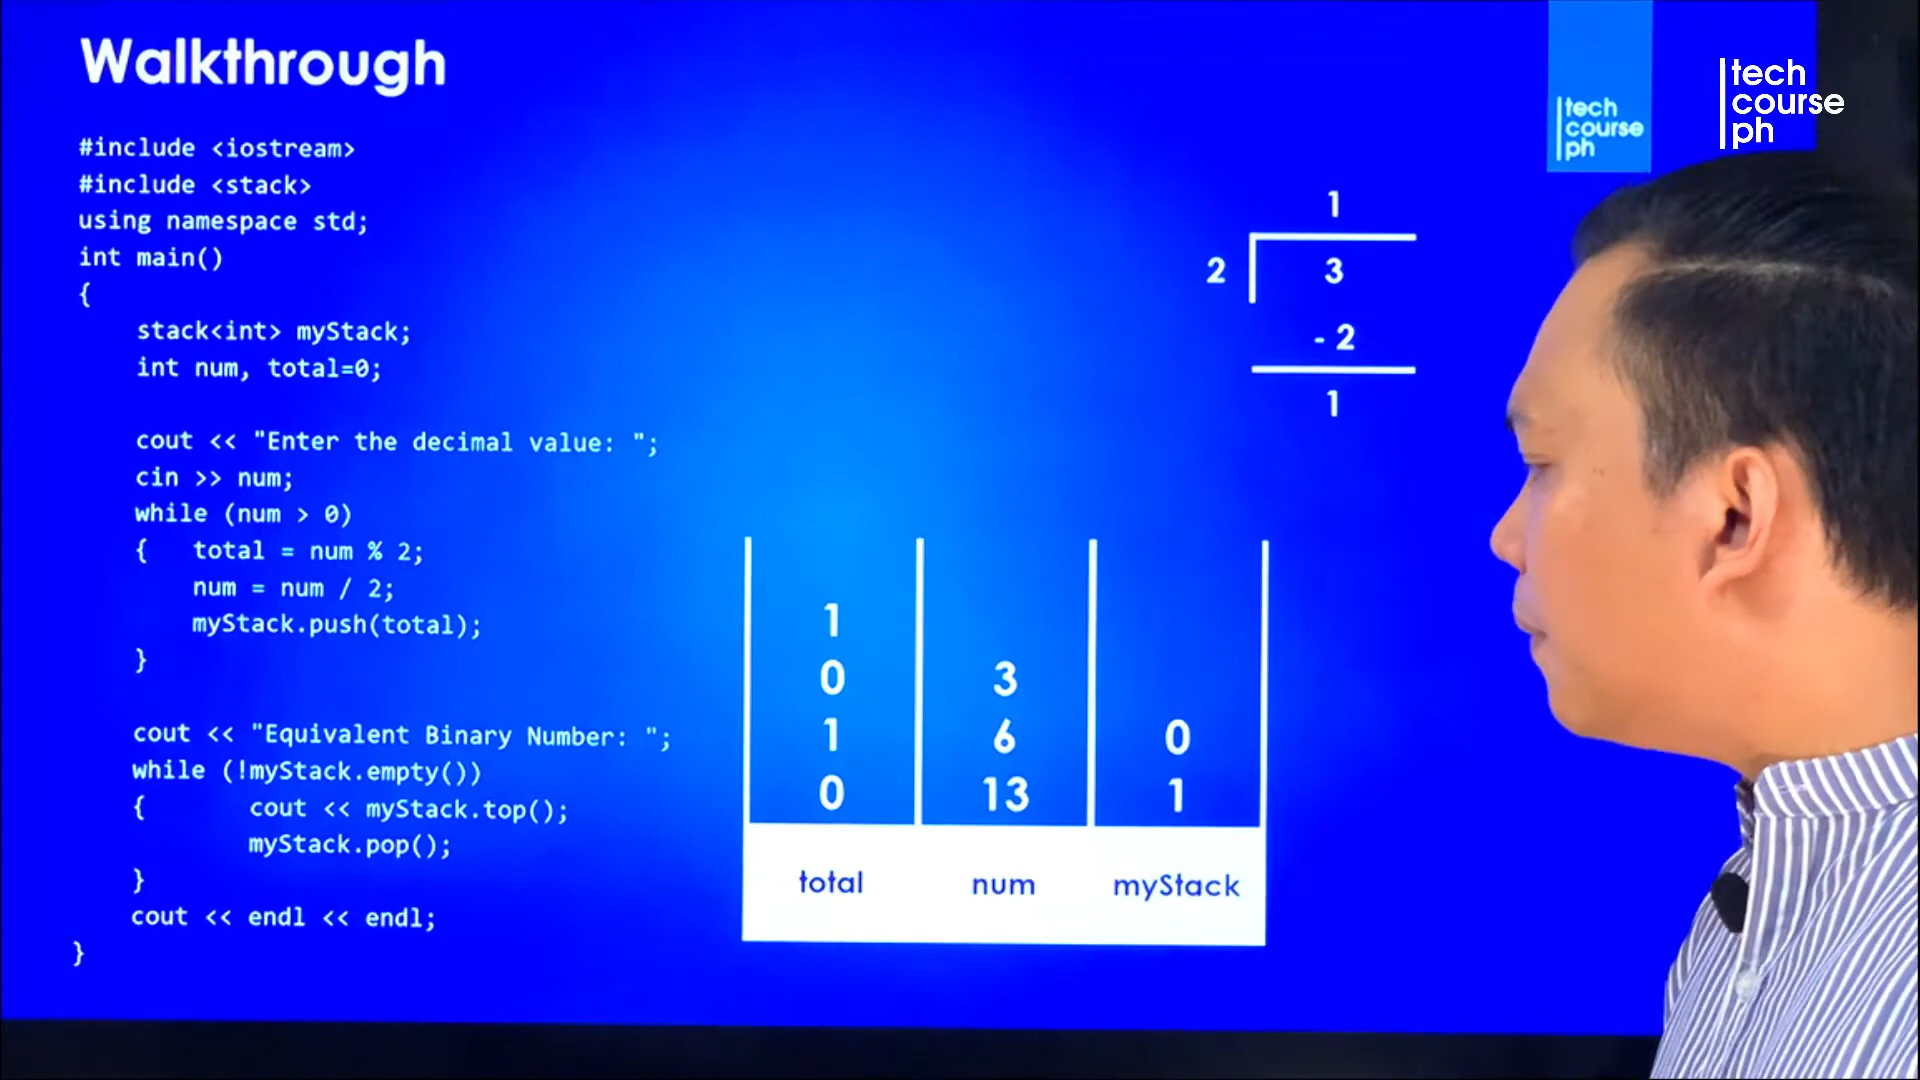 Walkthrough
#include <iostream>
#include <stack>
using namespace std;
int main()
{
stack<int> myStack;
int num, total=0;
cout << "Enter the decimal value: ";
cin >> num;
while (num > 0)
{ total = num % 2;
num = num / 2;
myStack.push(total);
}
cout << "Equivalent Binary Number: ";
while (!myStack.empty())
{ cout << myStack.top();
myStack.pop();
}
cout << endl << endl;
}
1
2 3
- 2
1
1
0 3
1 6 0
0 13 1
total num myStack
tech
course
ph
tech
course
ph